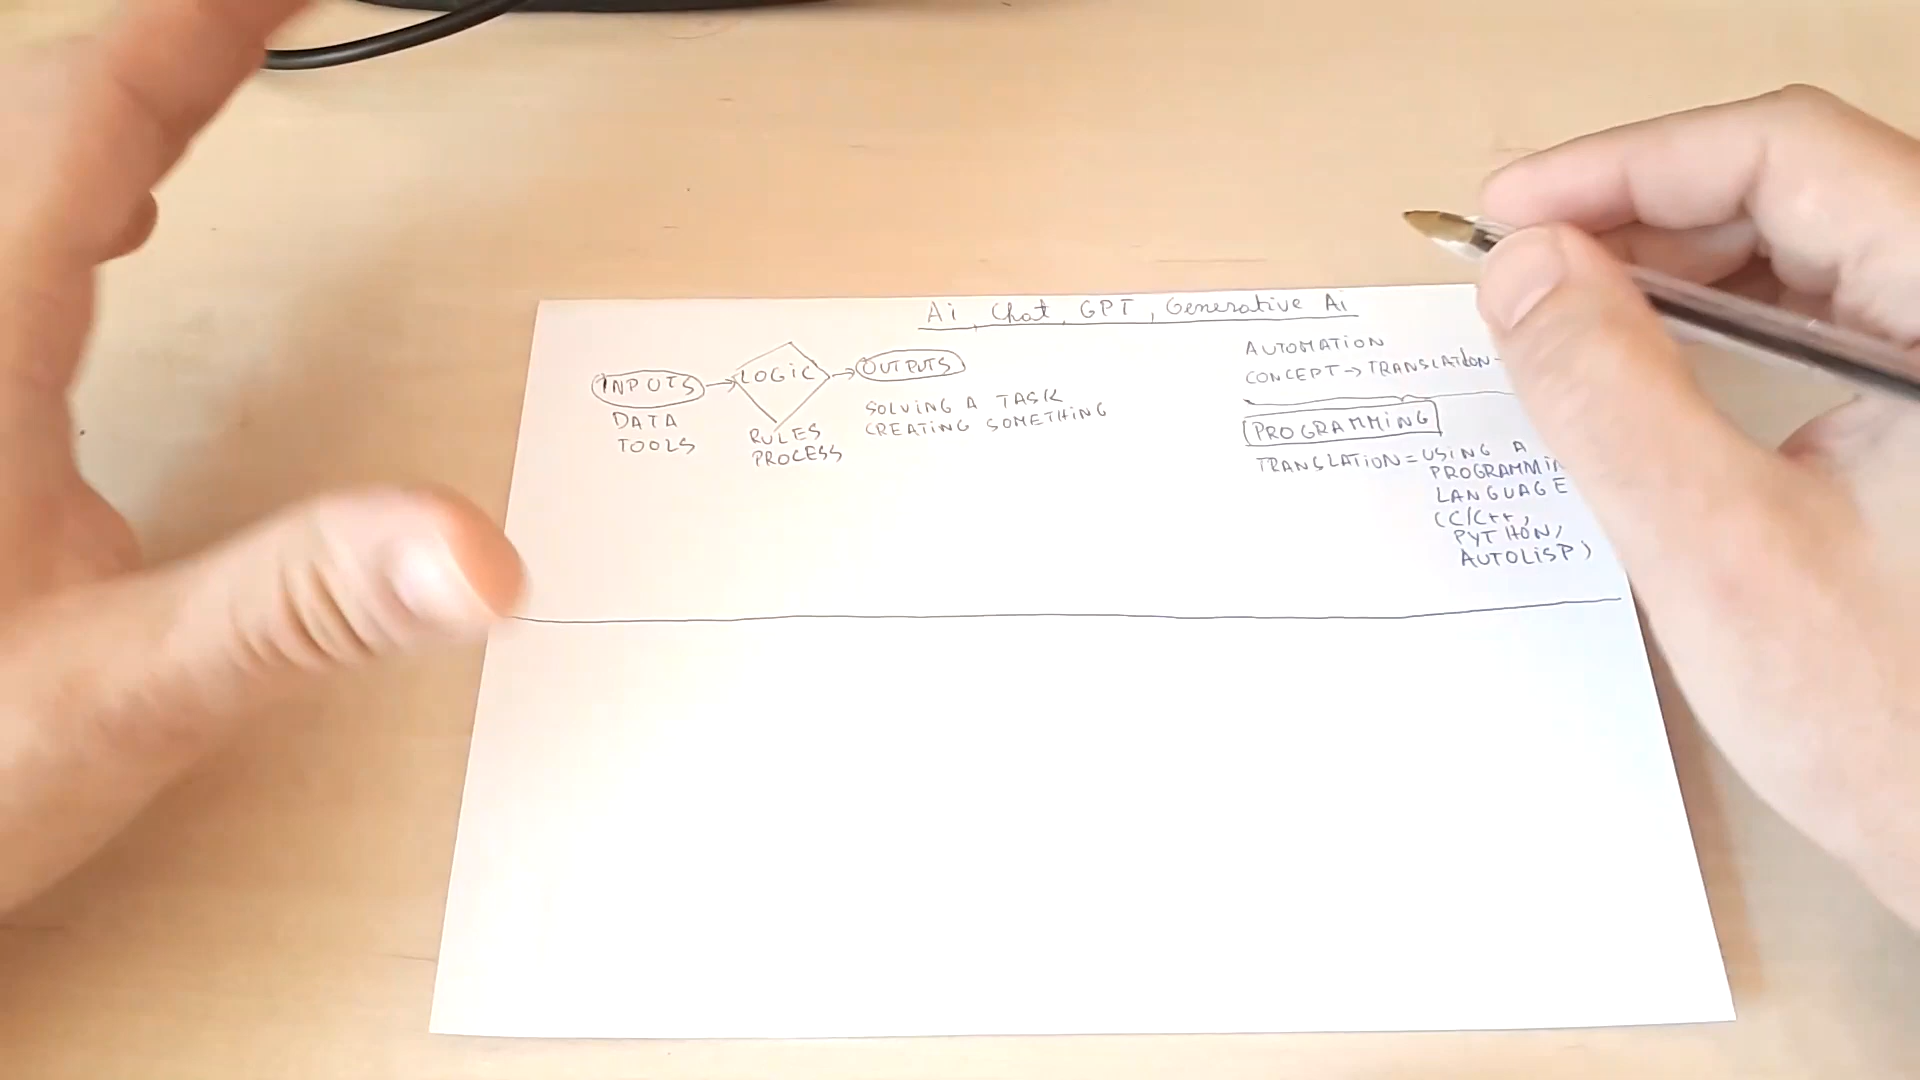 Ai, Chat, GPT, Generative Ai
INPUTS → LOGIC → OUTPUTS
DATA
TOOLS
RULES
PROCESS
SOLVING A TASK
CREATING SOMETHING
AUTOMATION
CONCEPT → TRANSLATION -
PROGRAMMING
TRANSLATION = USING A
PROGRAMMIN
LANGUAGE
(C/C++,
PYTHON,
AUTOLISP)